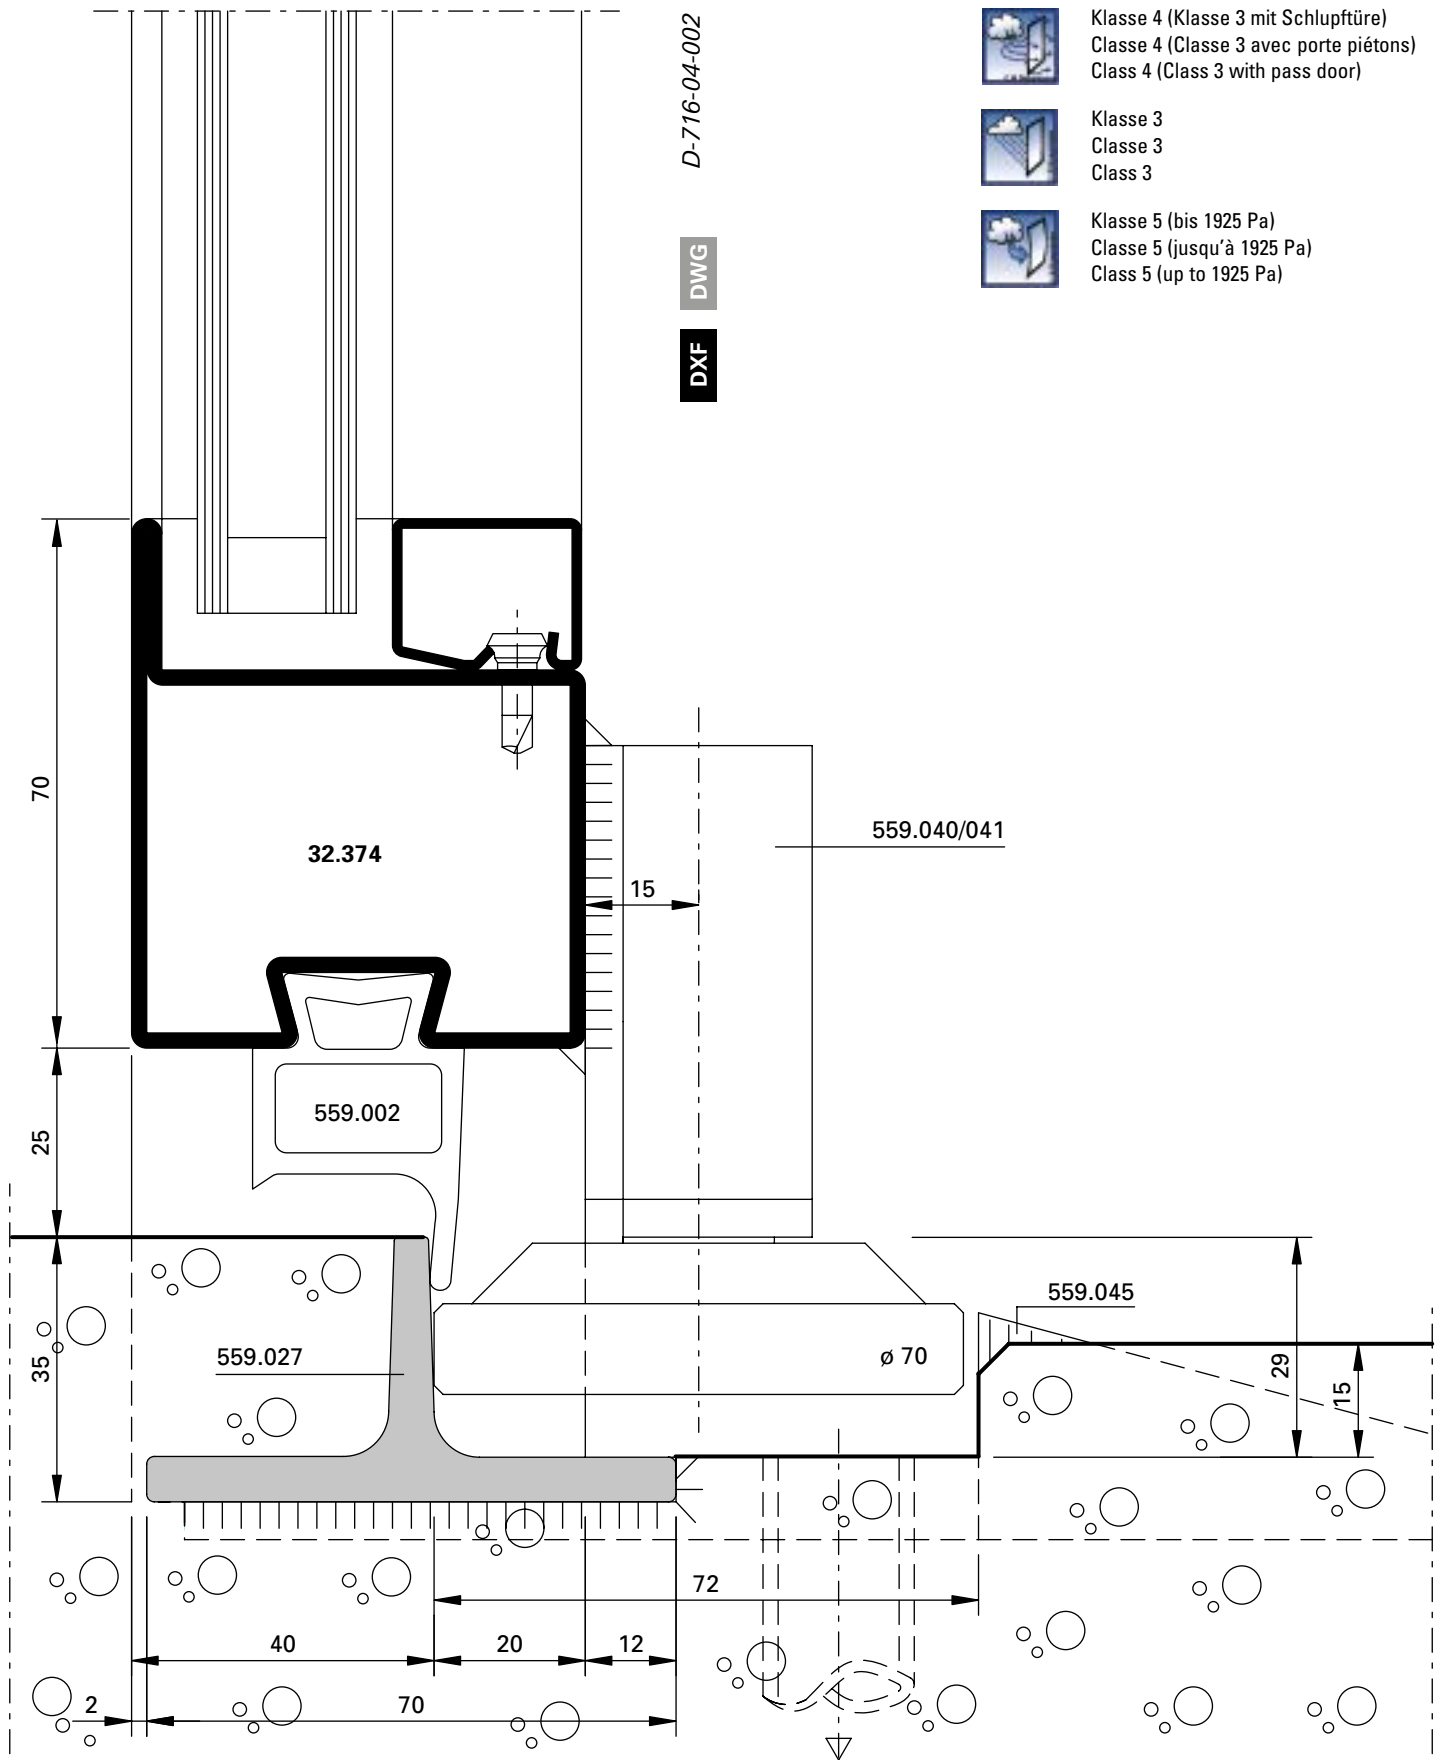 D-716-04-002
DWG
DXF
Klasse 4 (Klasse 3 mit Schlupftüre)
Classe 4 (Classe 3 avec porte piétons)
Class 4 (Class 3 with pass door)
Klasse 3
Classe 3
Class 3
Klasse 5 (bis 1925 Pa)
Classe 5 (jusqu'à 1925 Pa)
Class 5 (up to 1925 Pa)
70
32.374
559.040/041
15
25
559.002
35
559.027
559.045
ø 70
29
15
72
40
20
12
2
70